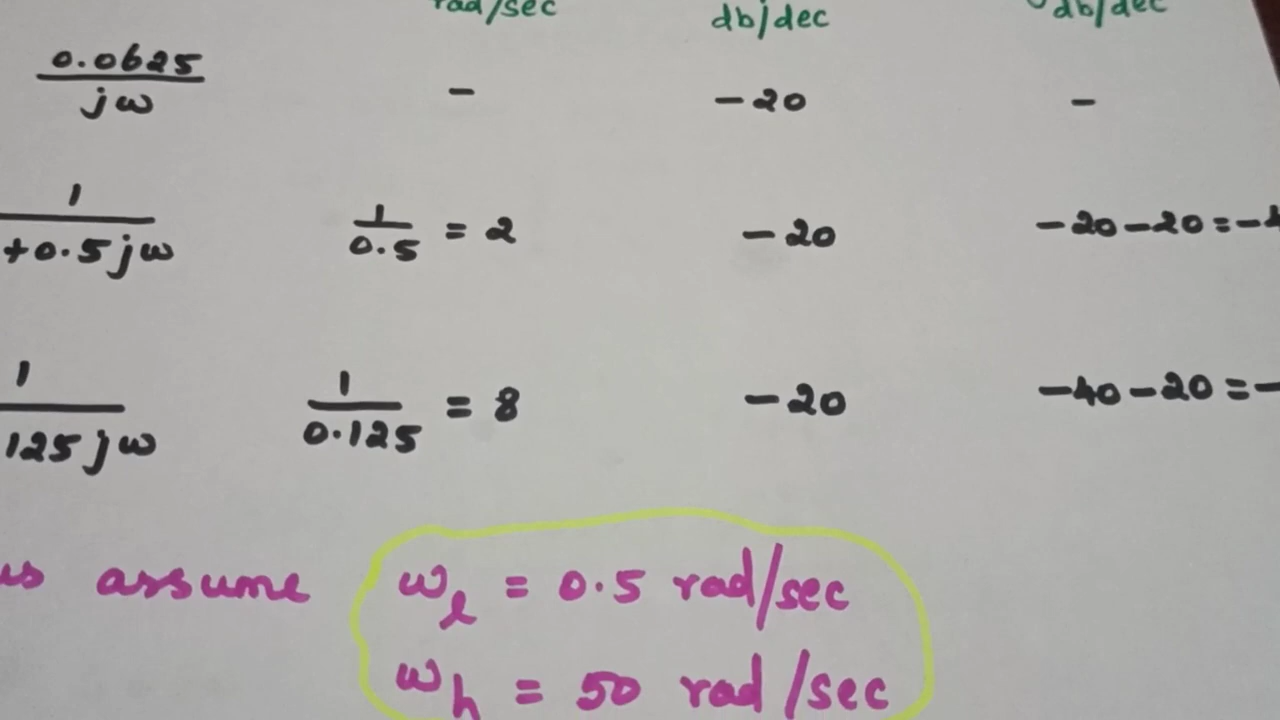 rad/sec db/dec db/dec
0.0625/jω - -20 -
1/+0.5jω 1/0.5 = 2 -20 -20-20=-4
1/125jω 1/0.125 = 8 -20 -40-20=-
us assume ωl = 0.5 rad/sec
ωh = 50 rad/sec